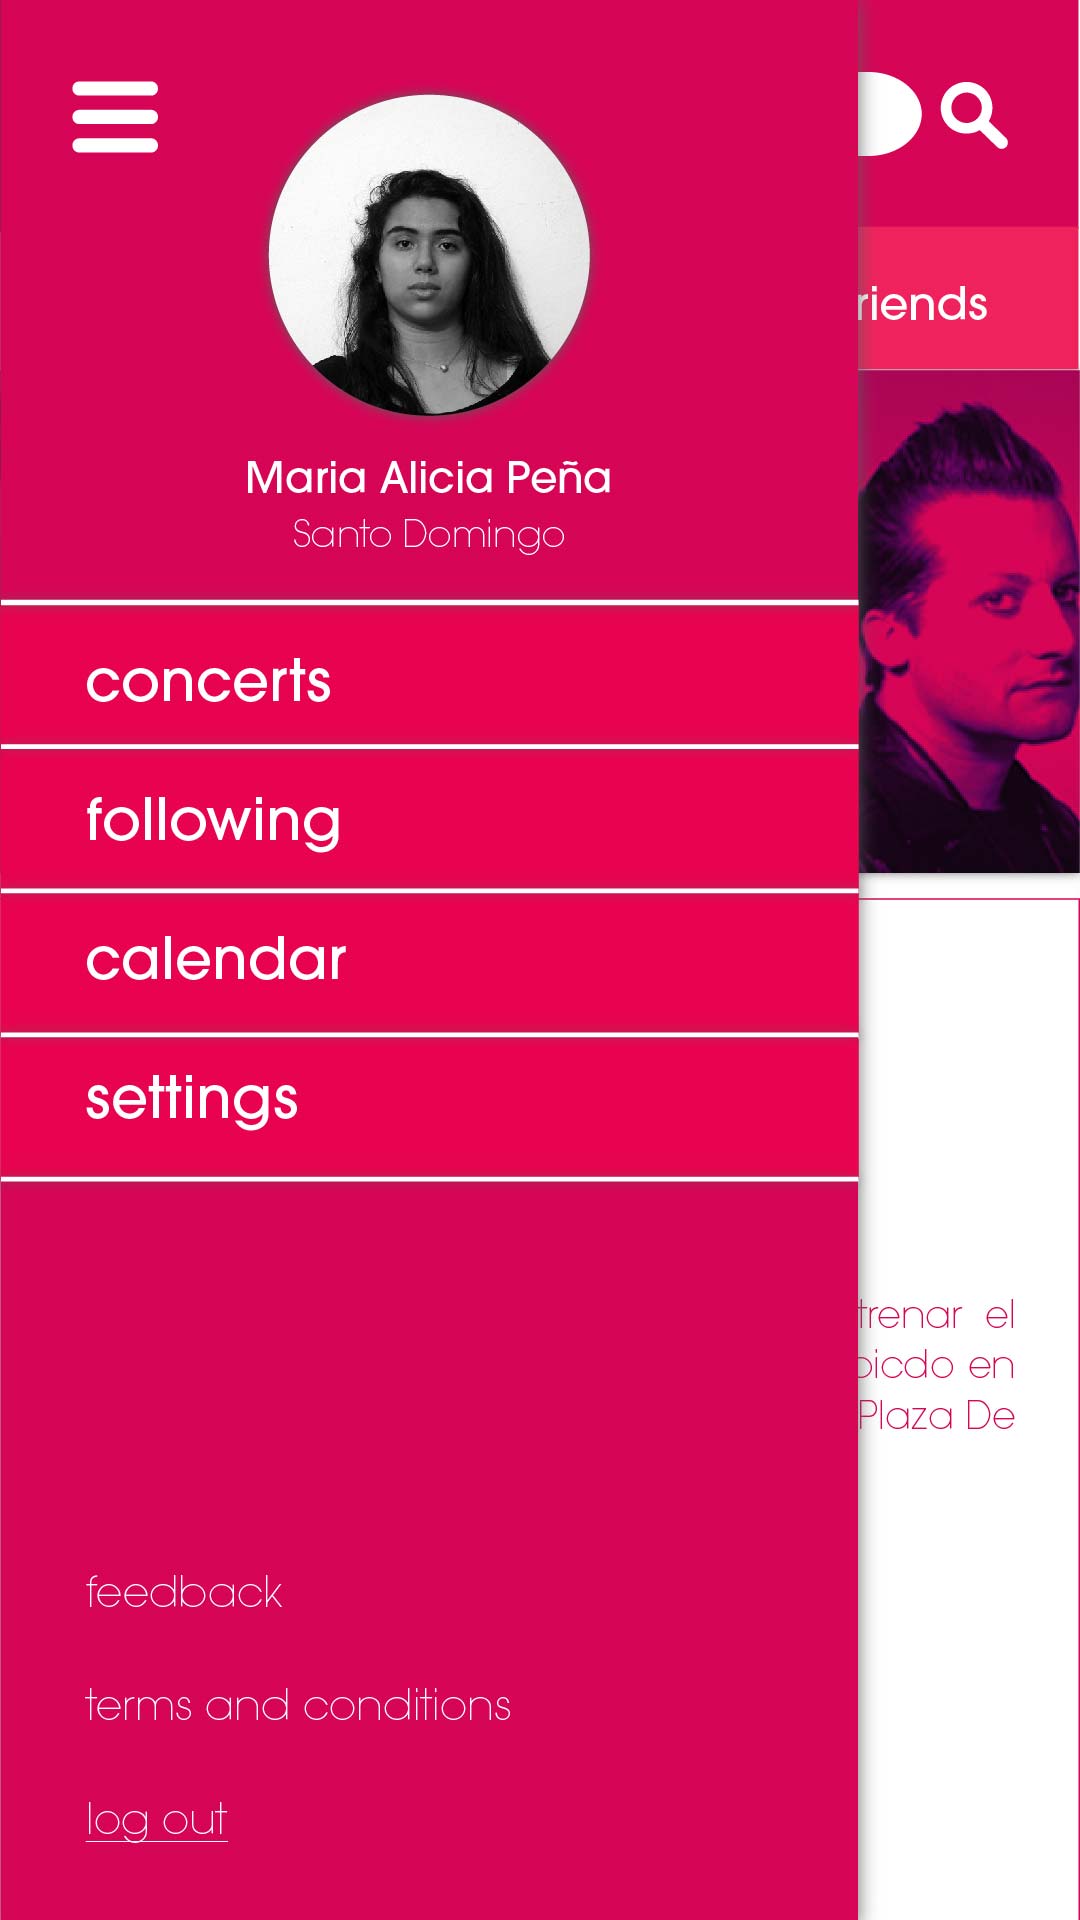 riends
Maria Alicia Peña
Santo Domingo
concerts
following
calendar
settings
trenar el
bicdo en
Plaza De
feedback
terms and conditions
log out